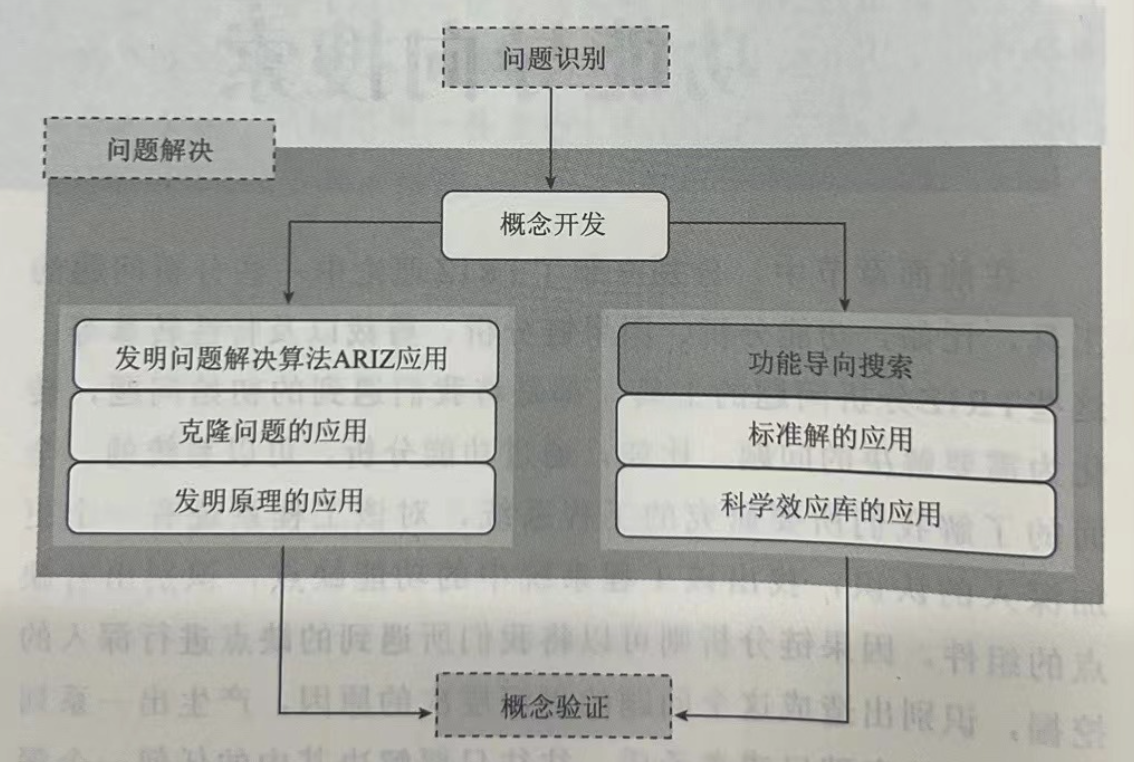 问题识别
问题解决
概念开发
发明问题解决算法ARIZ应用
克隆问题的应用
发明原理的应用
功能导向搜索
标准解的应用
科学效应库的应用
概念验证